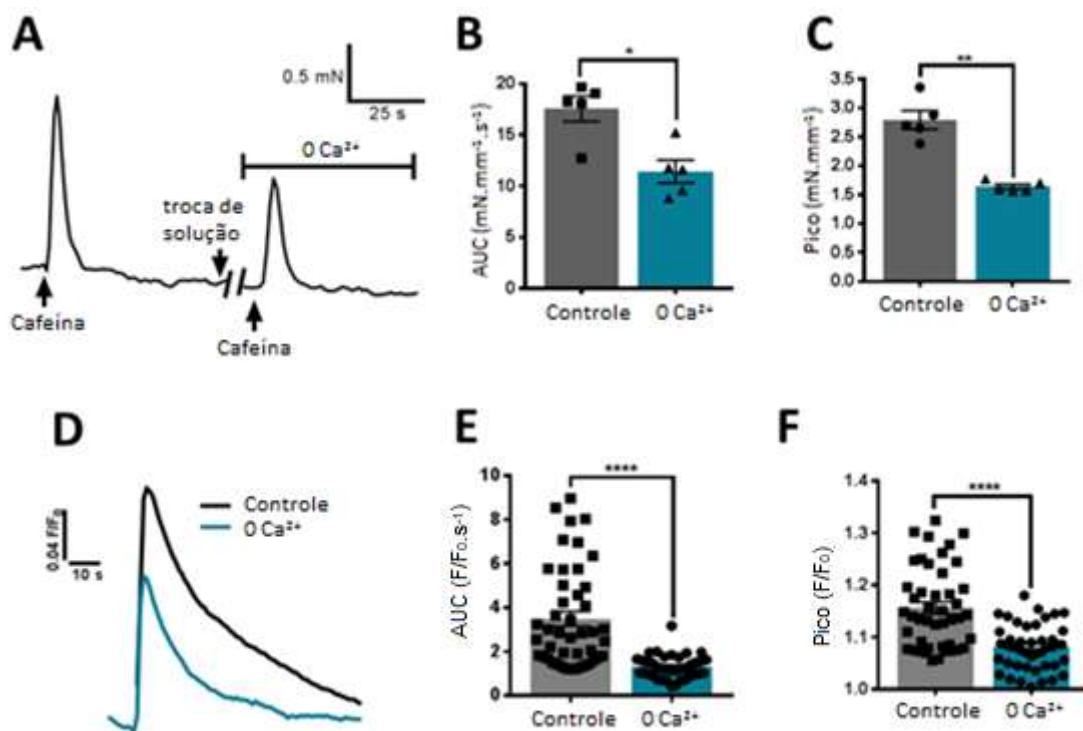 A
0.5 mN
25 s
0 Ca²⁺
troca de
solução
Cafeína
Cafeína
B
*
AUC (mN.mm⁻¹.s⁻¹)
20
15
10
5
0
Controle
0 Ca²⁺
C
**
Pico (mN.mm⁻¹)
3.5
3.0
2.5
2.0
1.5
1.0
0.5
0.0
Controle
0 Ca²⁺
D
0.04 F/F₀
10 s
Controle
0 Ca²⁺
E
****
AUC (F/F₀.s⁻¹)
10
8
6
4
2
0
Controle
0 Ca²⁺
F
****
Pico (F/F₀)
1.4
1.3
1.2
1.1
1.0
Controle
0 Ca²⁺